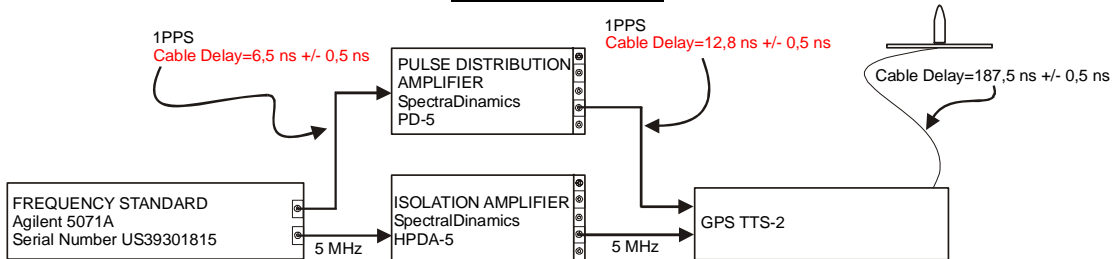 1PPS
Cable Delay=6,5 ns +/- 0,5 ns
1PPS
Cable Delay=12,8 ns +/- 0,5 ns
Cable Delay=187,5 ns +/- 0,5 ns
PULSE DISTRIBUTION
AMPLIFIER
SpectraDinamics
PD-5
FREQUENCY STANDARD
Agilent 5071A
Serial Number US39301815
5 MHz
ISOLATION AMPLIFIER
SpectralDinamics
HPDA-5
5 MHz
GPS TTS-2